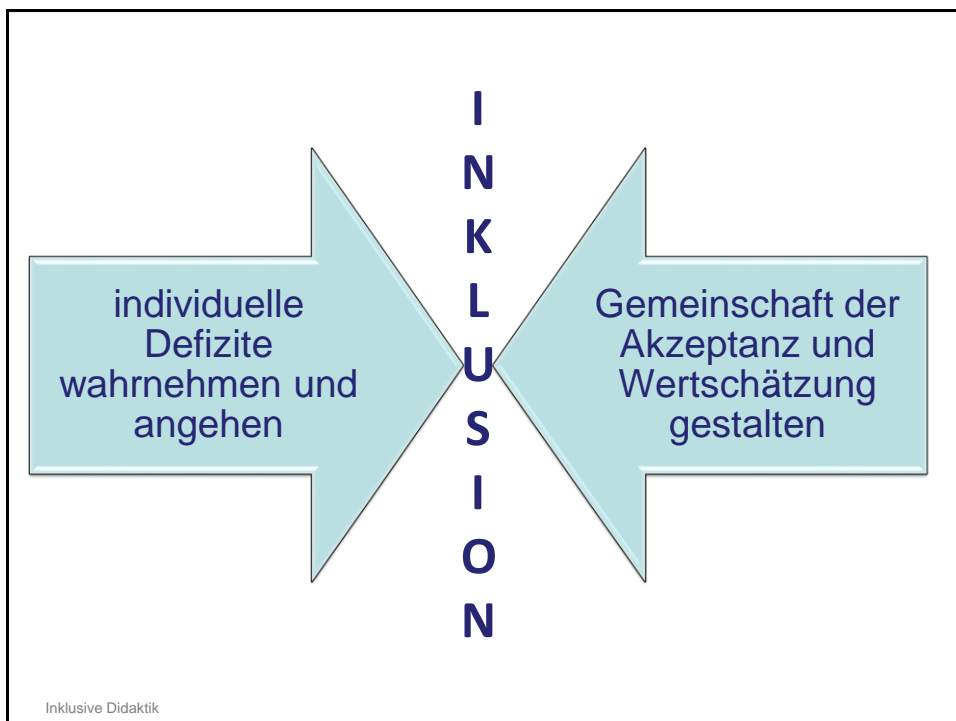 I
N
K
L
U
S
I
O
N
individuelle
Defizite
wahrnehmen und
angehen
Gemeinschaft der
Akzeptanz und
Wertschätzung
gestalten
Inklusive Didaktik